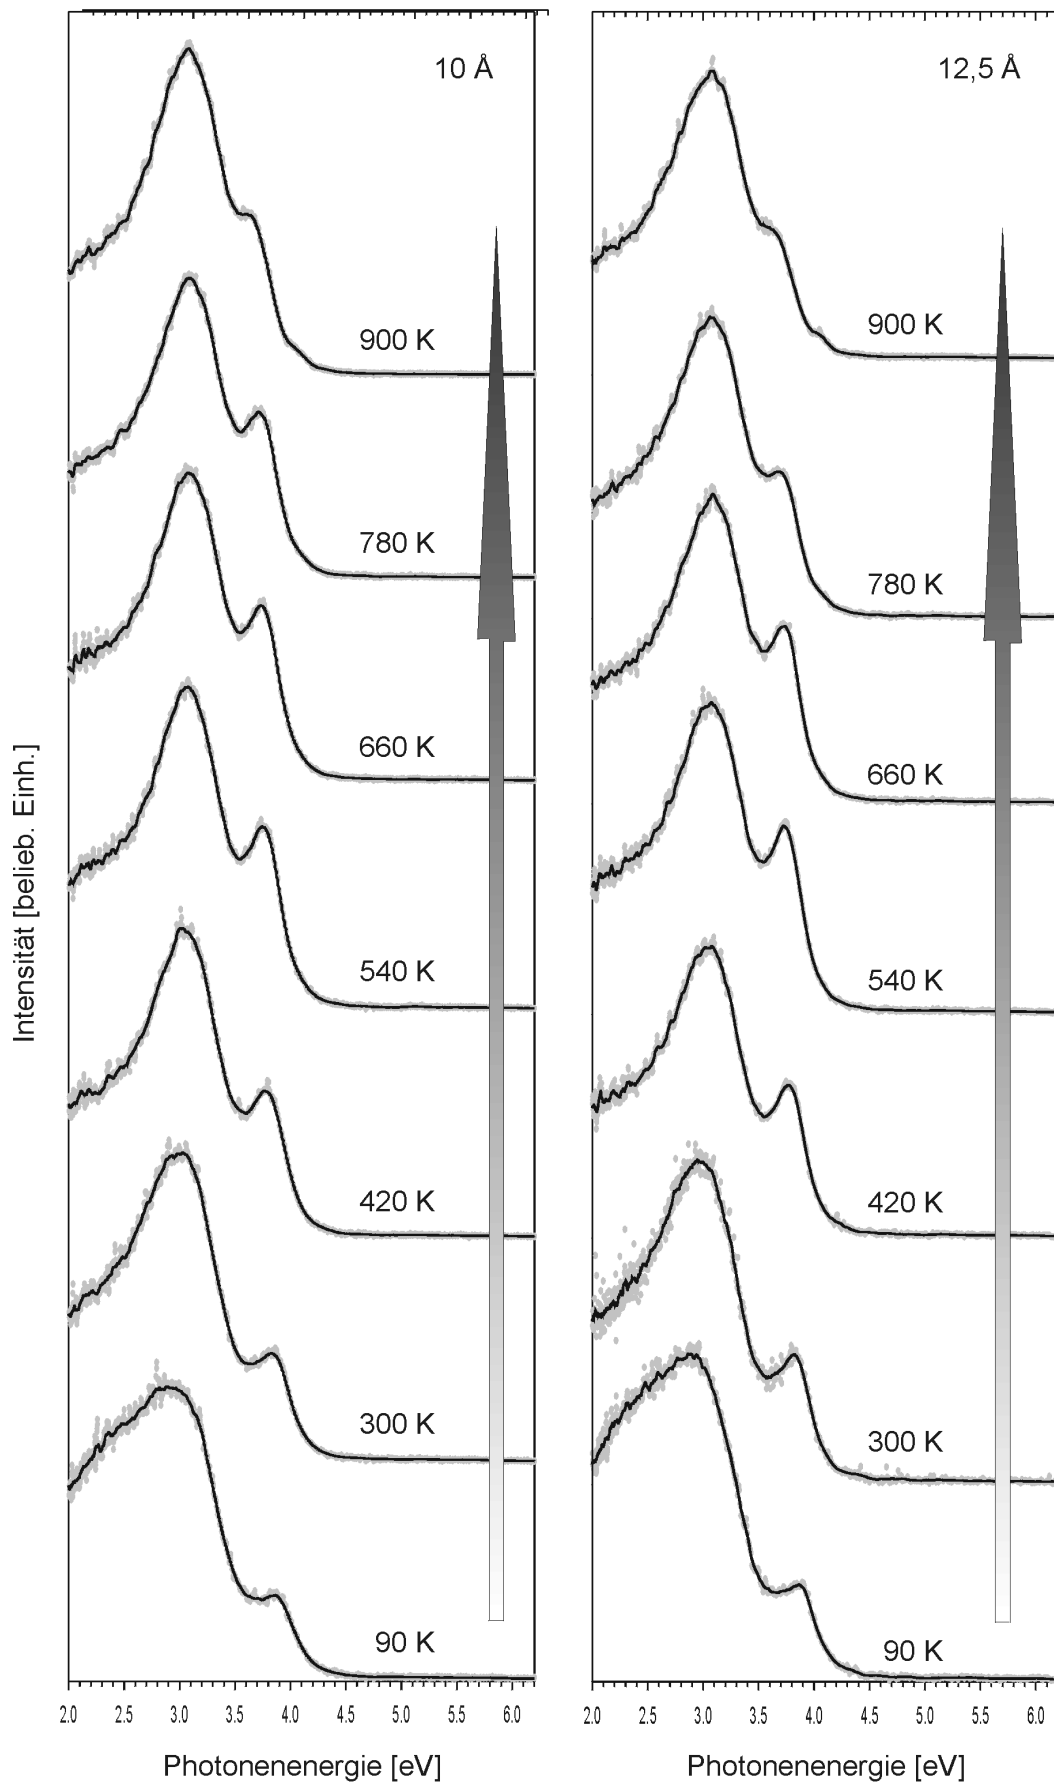 10 Å
900 K
780 K
660 K
540 K
420 K
300 K
90 K
2.0 2.5 3.0 3.5 4.0 4.5 5.0 5.5 6.0
Photonenenergie [eV]
Intensität [belieb. Einh.]
12,5 Å
900 K
780 K
660 K
540 K
420 K
300 K
90 K
2.0 2.5 3.0 3.5 4.0 4.5 5.0 5.5 6.0
Photonenenergie [eV]